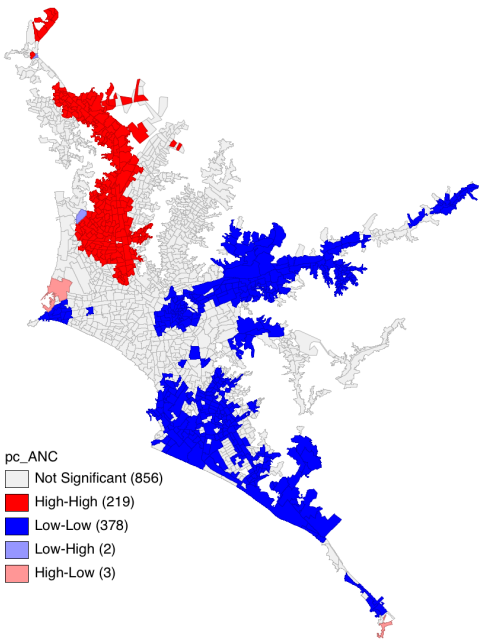 pc_ANC
Not Significant (856)
High-High (219)
Low-Low (378)
Low-High (2)
High-Low (3)